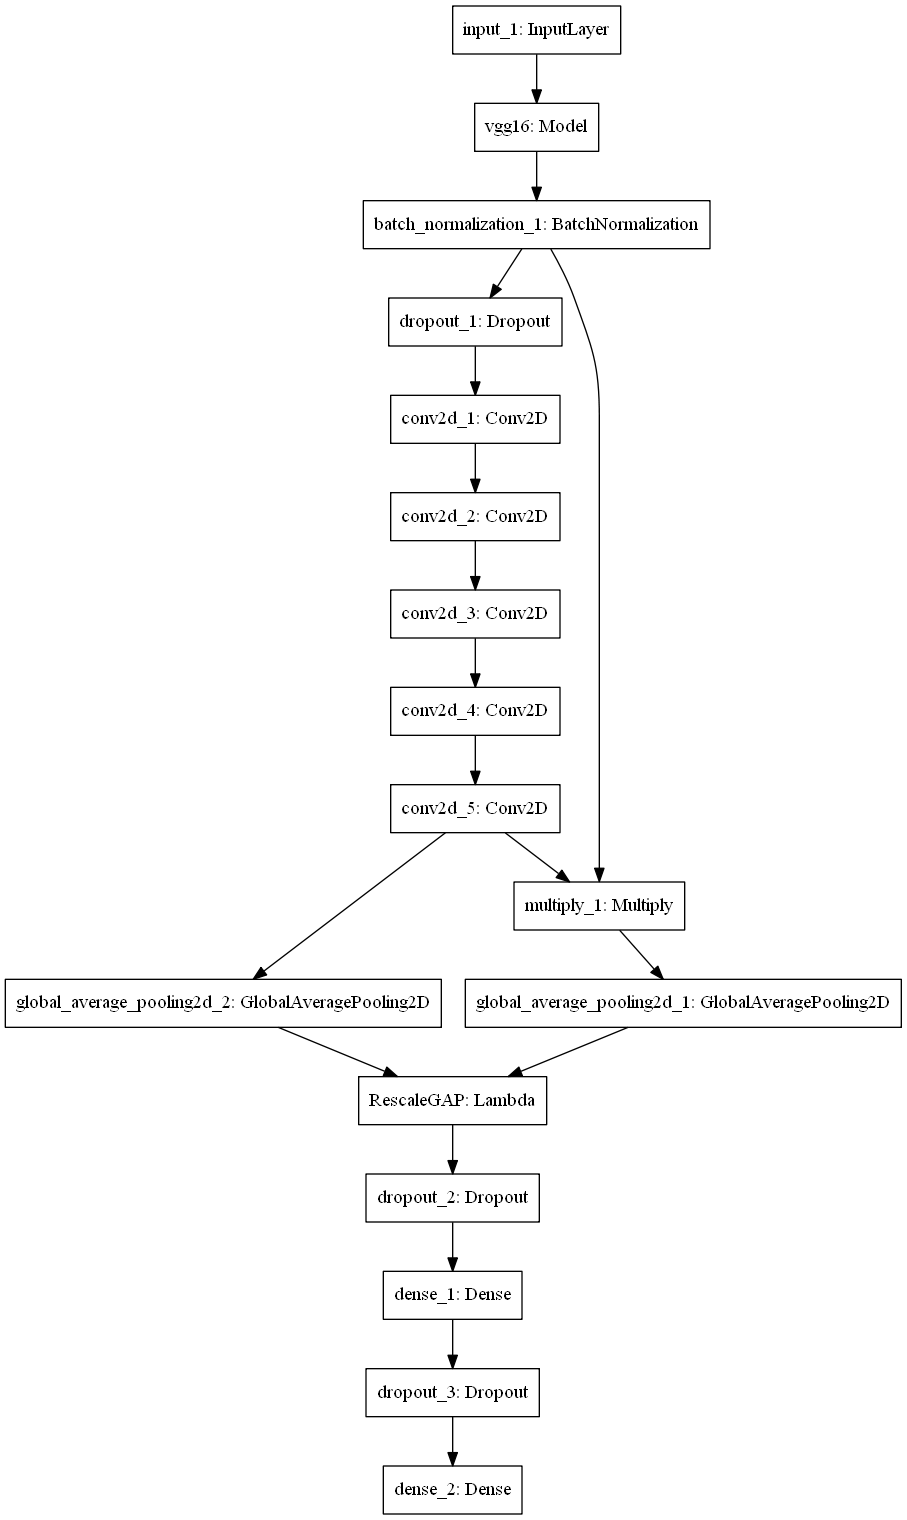 input_1: InputLayer
vgg16: Model
batch_normalization_1: BatchNormalization
dropout_1: Dropout
conv2d_1: Conv2D
conv2d_2: Conv2D
conv2d_3: Conv2D
conv2d_4: Conv2D
conv2d_5: Conv2D
multiply_1: Multiply
global_average_pooling2d_2: GlobalAveragePooling2D
global_average_pooling2d_1: GlobalAveragePooling2D
RescaleGAP: Lambda
dropout_2: Dropout
dense_1: Dense
dropout_3: Dropout
dense_2: Dense